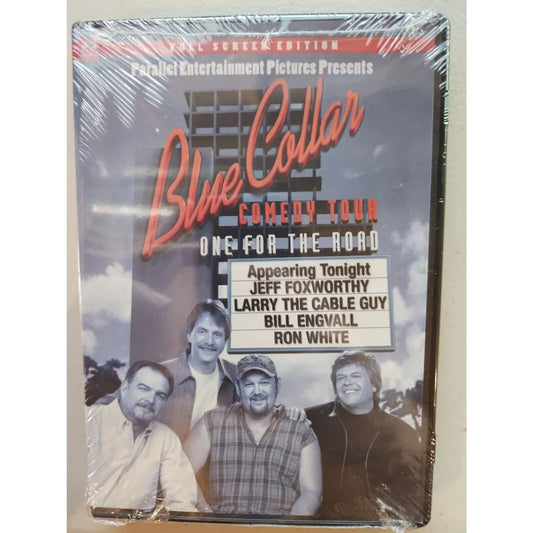 FULL SCREEN EDITION
Parallel Entertainment Pictures Presents
Blue Collar
COMEDY TOUR
ONE FOR THE ROAD
Appearing Tonight
JEFF FOXWORTHY
LARRY THE CABLE GUY
BILL ENGVALL
RON WHITE